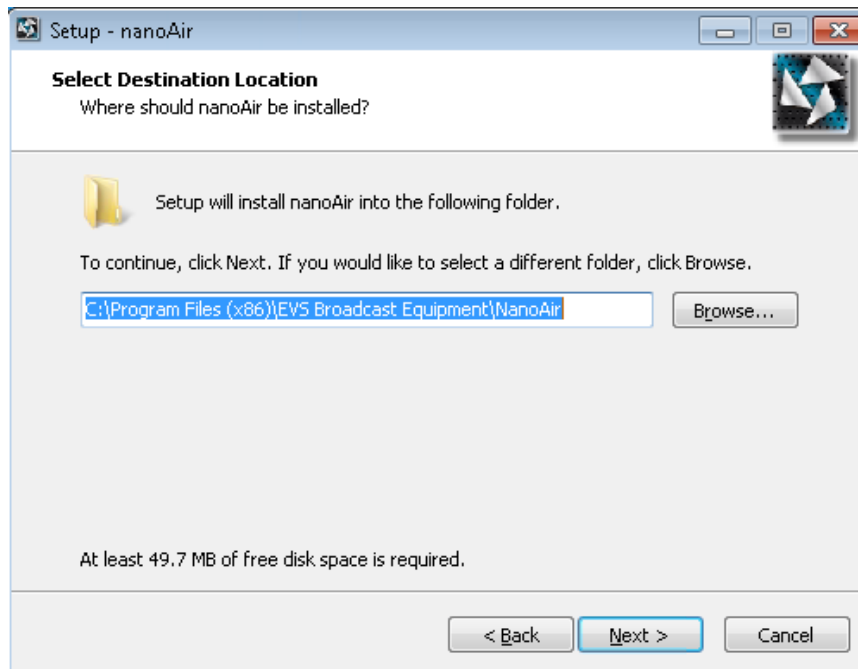 Setup - nanoAir
Select Destination Location
Where should nanoAir be installed?
Setup will install nanoAir into the following folder.
To continue, click Next. If you would like to select a different folder, click Browse.
C:\Program Files (x86)\EVS Broadcast Equipment\NanoAir
Browse...
At least 49.7 MB of free disk space is required.
< Back Next > Cancel